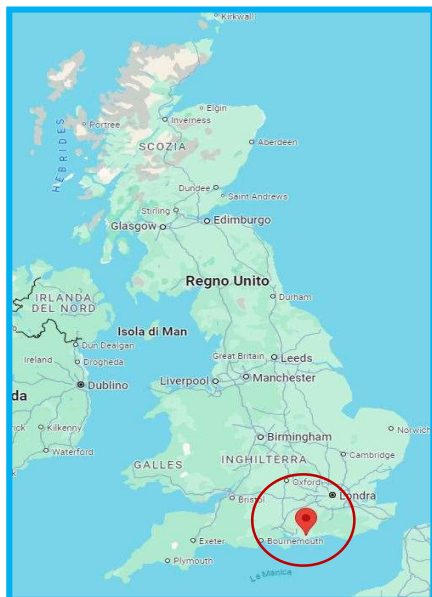 Kirkwall
HEBRIDES
Portree
Elgin
Inverness
SCOZIA
Aberdeen
Dundee
Saint Andrews
Stirling
Glasgow
Edimburgo
Regno Unito
Durham
IRLANDA
DEL NORD
Isola di Man
Dun Dealgan
Ireland
Drogheda
Great Britain
Leeds
Dublino
Liverpool
Manchester
da
rick
Kilkenny
Waterford
Birmingham
Norwich
Cambridge
GALLES
INGHILTERRA
Oxford
Bristol
Londra
Exeter
Bournemouth
Plymouth
La Manica